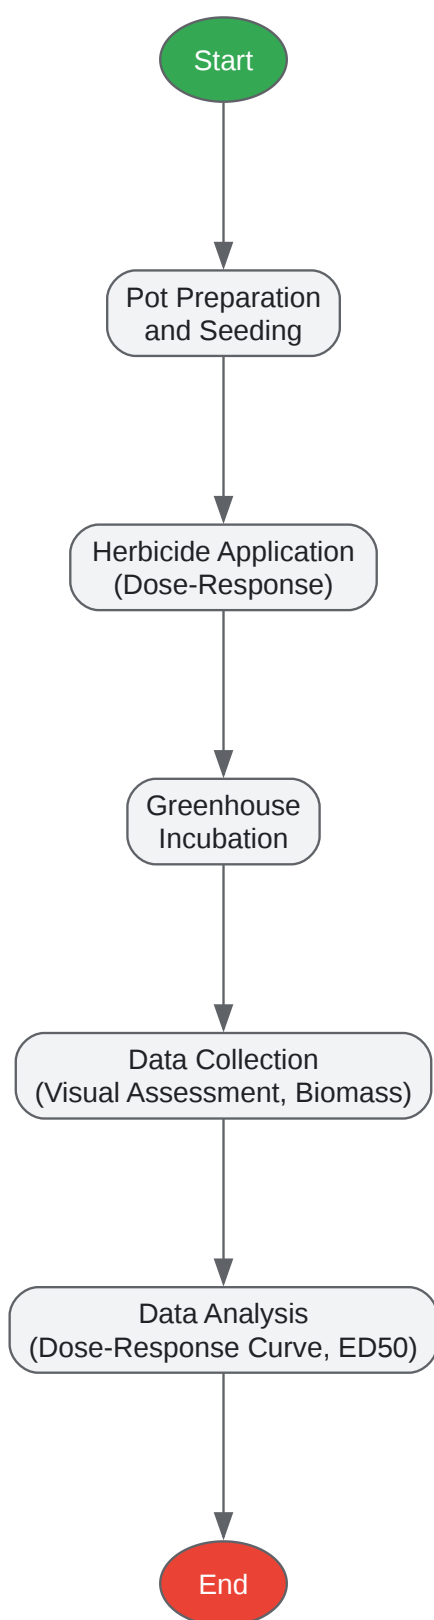 Start
Pot Preparation
and Seeding
Herbicide Application
(Dose-Response)
Greenhouse
Incubation
Data Collection
(Visual Assessment, Biomass)
Data Analysis
(Dose-Response Curve, ED50)
End